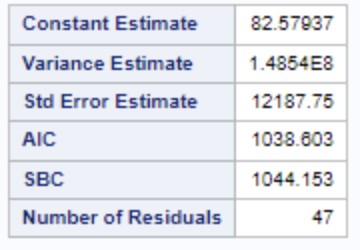 Constant Estimate 82.57937
Variance Estimate 1.4854E8
Std Error Estimate 12187.75
AIC 1038.603
SBC 1044.153
Number of Residuals 47